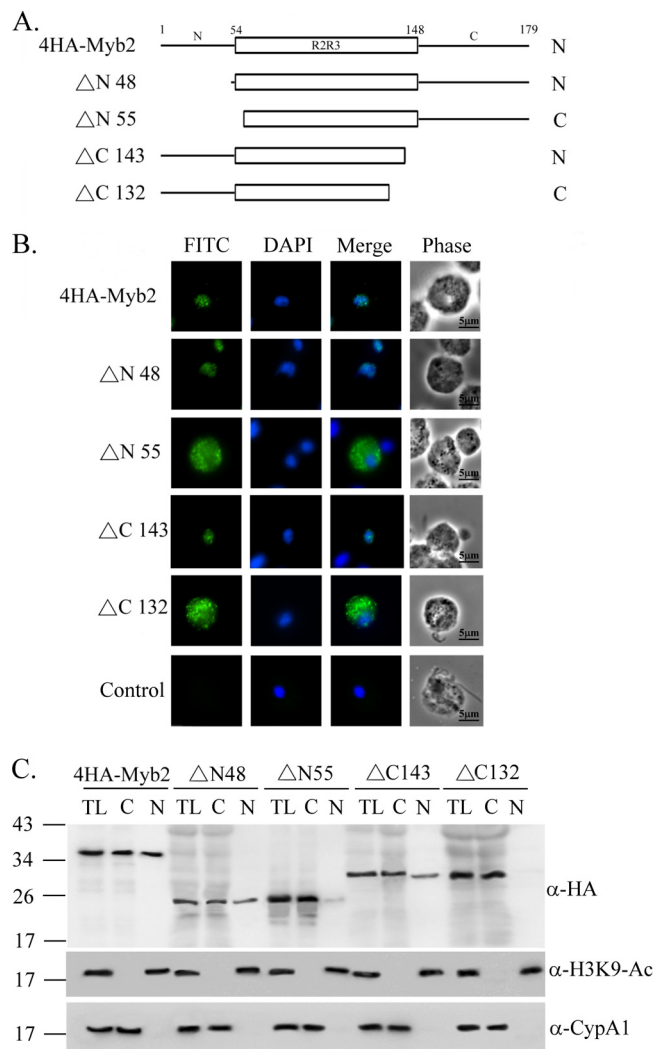 A.
1 N 54 148 C 179
4HA-Myb2 R2R3 N
△N 48 N
△N 55 C
△C 143 N
△C 132 C
B.
FITC DAPI Merge Phase
4HA-Myb2 5μm
△N 48 5μm
△N 55 5μm
△C 143 5μm
△C 132 5μm
Control 5μm
C.
4HA-Myb2 △N48 △N55 △C143 △C132
TL C N TL C N TL C N TL C N TL C N
43
34
26
17
α-HA
17 α-H3K9-Ac
17 α-CypA1